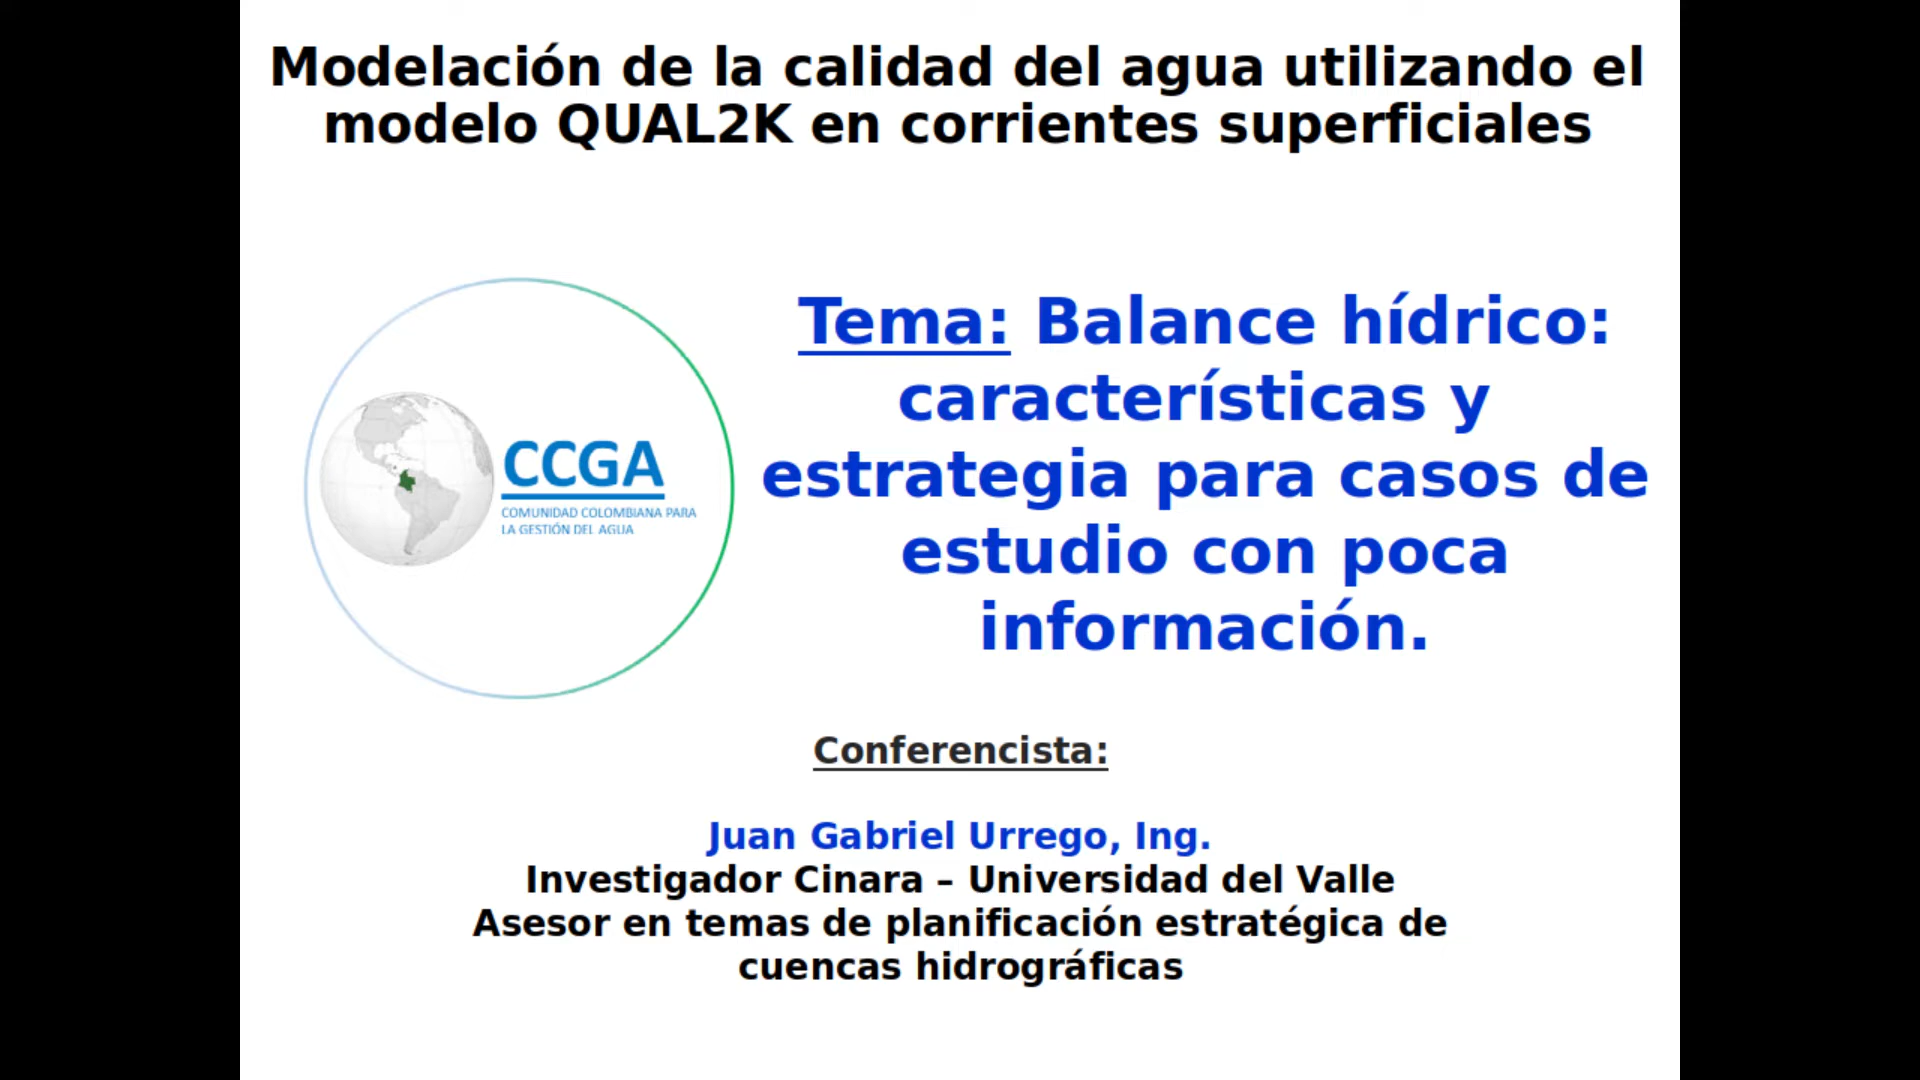 Modelación de la calidad del agua utilizando el
modelo QUAL2K en corrientes superficiales
Tema: Balance hídrico:
características y
estrategia para casos de
estudio con poca
información.
CCGA
COMUNIDAD COLOMBIANA PARA
LA GESTIÓN DEL AGUA
Conferencista:
Juan Gabriel Urrego, Ing.
Investigador Cinara – Universidad del Valle
Asesor en temas de planificación estratégica de
cuencas hidrográficas